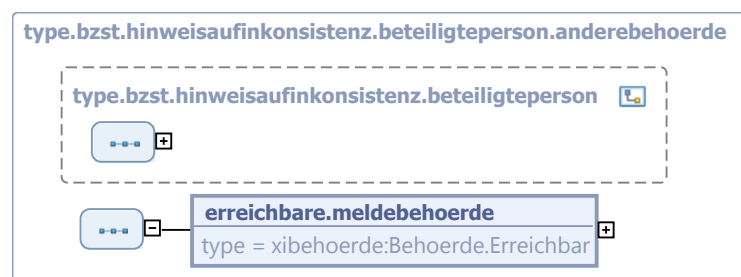 type.bzst.hinweisaufinkonsistenz.beteiligteperson.anderebehoerde
type.bzst.hinweisaufinkonsistenz.beteiligteperson
erreichbare.meldebehoerde
type = xibehoerde:Behoerde.Erreichbar